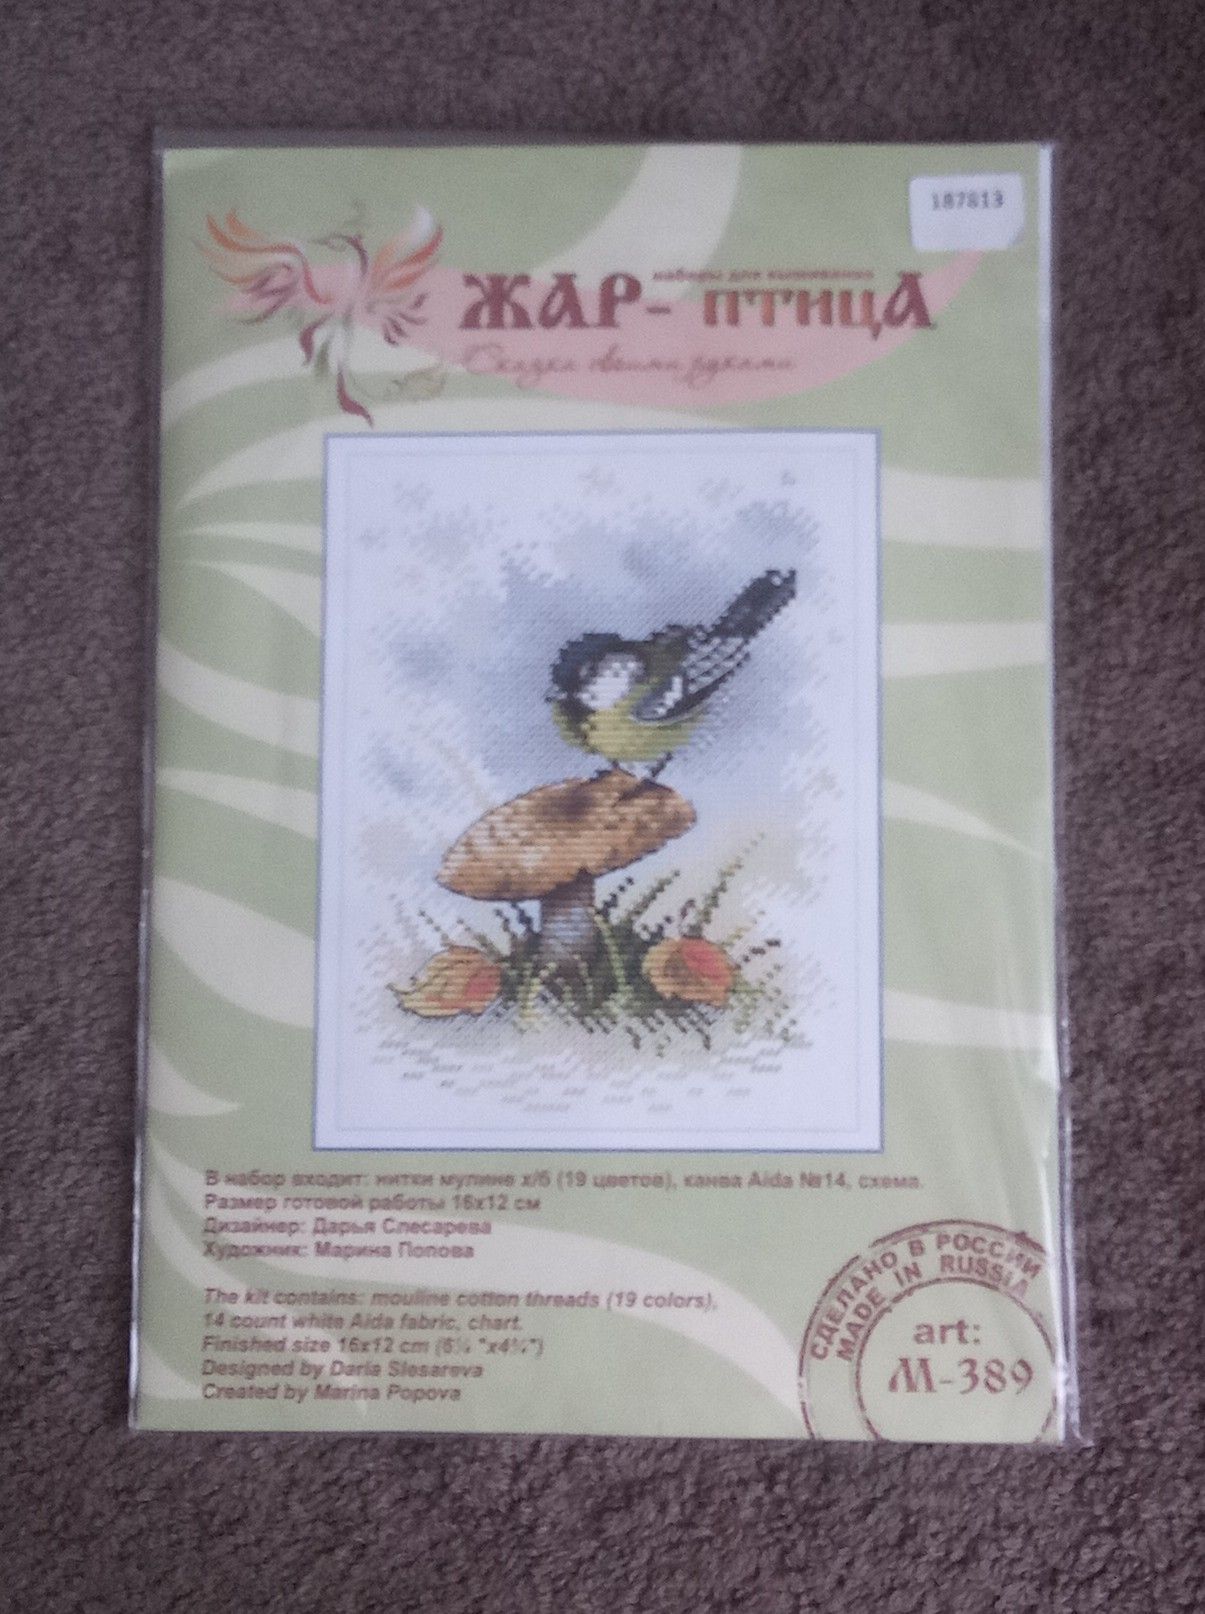 187813
наборы для вышивания
ЖАР-ПТИЦА
Сказка своими руками
В набор входит: нитки мулине х/б (19 цветов), канва Aida №14, схема.
Размер готовой работы 16x12 см
Дизайнер: Дарья Слесарева
Художник: Марина Попова
The kit contains: mouline cotton threads (19 colors),
14 count white Aida fabric, chart.
Finished size 16x12 cm
Designed by Daria Slesareva
Created by Marina Popova
СДЕЛАНО В РОССИИ
MADE IN RUSSIA
art:
М-389